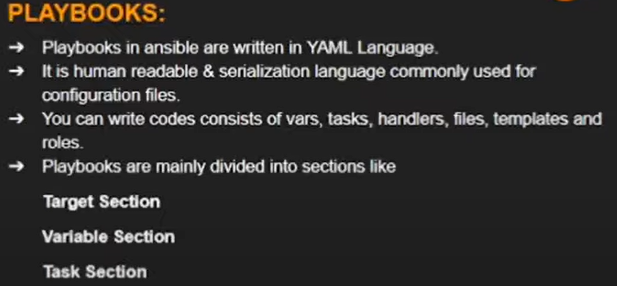 PLAYBOOKS:
➔ Playbooks in ansible are written in YAML Language.
➔ It is human readable & serialization language commonly used for
configuration files.
➔ You can write codes consists of vars, tasks, handlers, files, templates and
roles.
➔ Playbooks are mainly divided into sections like
Target Section
Variable Section
Task Section